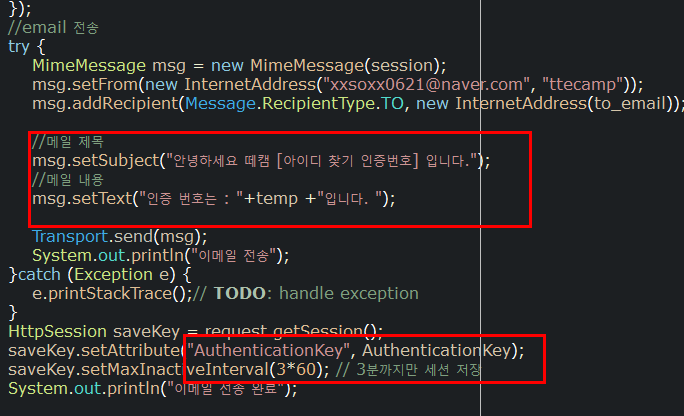 });
//email 전송
try {
MimeMessage msg = new MimeMessage(session);
msg.setFrom(new InternetAddress("xxsoxx0621@naver.com", "ttecamp"));
msg.addRecipient(Message.RecipientType.TO, new InternetAddress(to_email));
//메일 제목
msg.setSubject("안녕하세요 떼캠 [아이디 찾기 인증번호] 입니다.");
//메일 내용
msg.setText("인증 번호는 : "+temp +"입니다. ");
Transport.send(msg);
System.out.println("이메일 전송");
}catch (Exception e) {
e.printStackTrace();// TODO: handle exception
}
HttpSession saveKey = request.getSession();
saveKey.setAttribute("AuthenticationKey", AuthenticationKey);
saveKey.setMaxInactiveInterval(3*60); // 3분까지만 세션 저장
System.out.println("이메일 전송 완료");